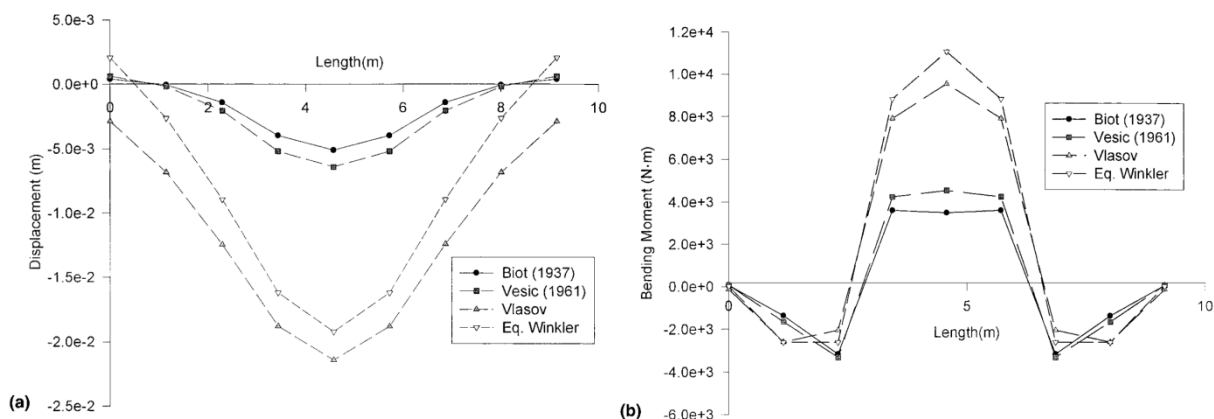 5.0e-3
Length(m)
0.0e+0
0
2
4
6
8
10
-5.0e-3
-1.0e-2
-1.5e-2
-2.0e-2
-2.5e-2
Displacement (m)
Biot (1937)
Vesic (1961)
Vlasov
Eq. Winkler
(a)
1.2e+4
1.0e+4
8.0e+3
6.0e+3
4.0e+3
2.0e+3
0.0e+0
-2.0e+3
-4.0e+3
-6.0e+3
Bending Moment (N·m)
Biot (1937)
Vesic (1961)
Vlasov
Eq. Winkler
0
5
10
Length(m)
(b)